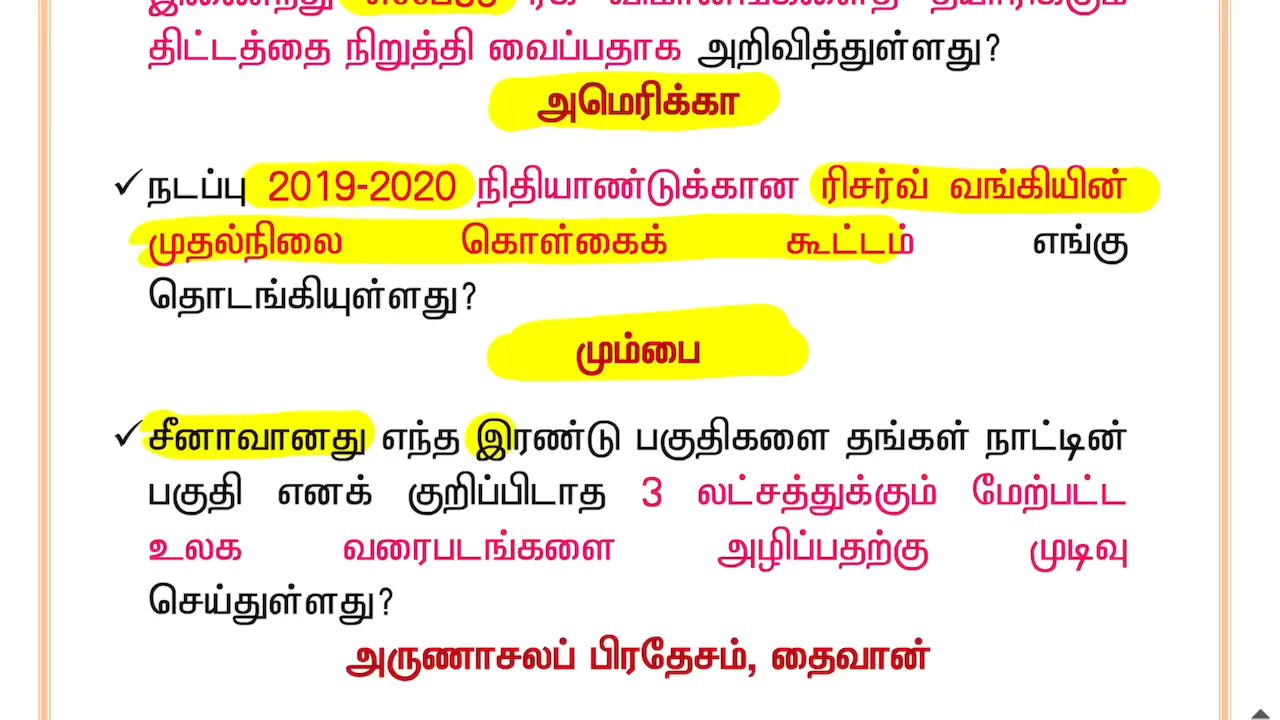 திட்டத்தை நிறுத்தி வைப்பதாக அறிவித்துள்ளது?
அமெரிக்கா
✓ நடப்பு 2019-2020 நிதியாண்டுக்கான ரிசர்வ் வங்கியின்
முதல்நிலை கொள்கைக் கூட்டம் எங்கு
தொடங்கியுள்ளது?
மும்பை
✓ சீனாவானது எந்த இரண்டு பகுதிகளை தங்கள் நாட்டின்
பகுதி எனக் குறிப்பிடாத 3 லட்சத்துக்கும் மேற்பட்ட
உலக வரைபடங்களை அழிப்பதற்கு முடிவு
செய்துள்ளது?
அருணாசலப் பிரதேசம், தைவான்